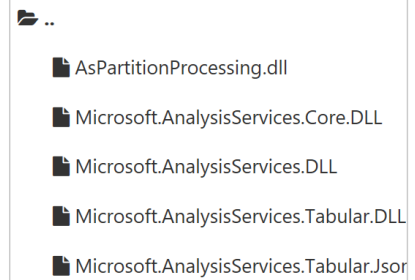 ..
AsPartitionProcessing.dll
Microsoft.AnalysisServices.Core.DLL
Microsoft.AnalysisServices.DLL
Microsoft.AnalysisServices.Tabular.DLL
Microsoft.AnalysisServices.Tabular.Json